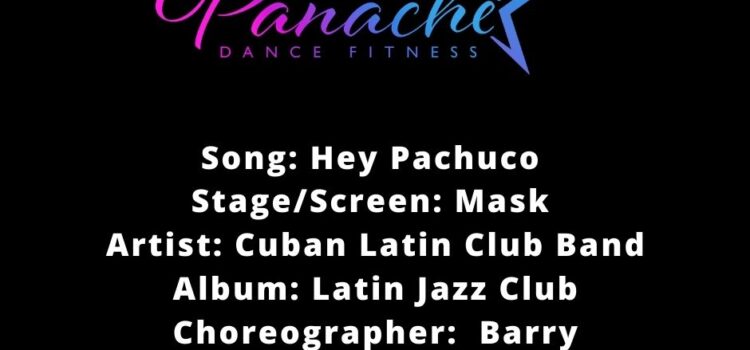 Panache
DANCE FITNESS
Song: Hey Pachuco
Stage/Screen: Mask
Artist: Cuban Latin Club Band
Album: Latin Jazz Club
Choreographer: Barry